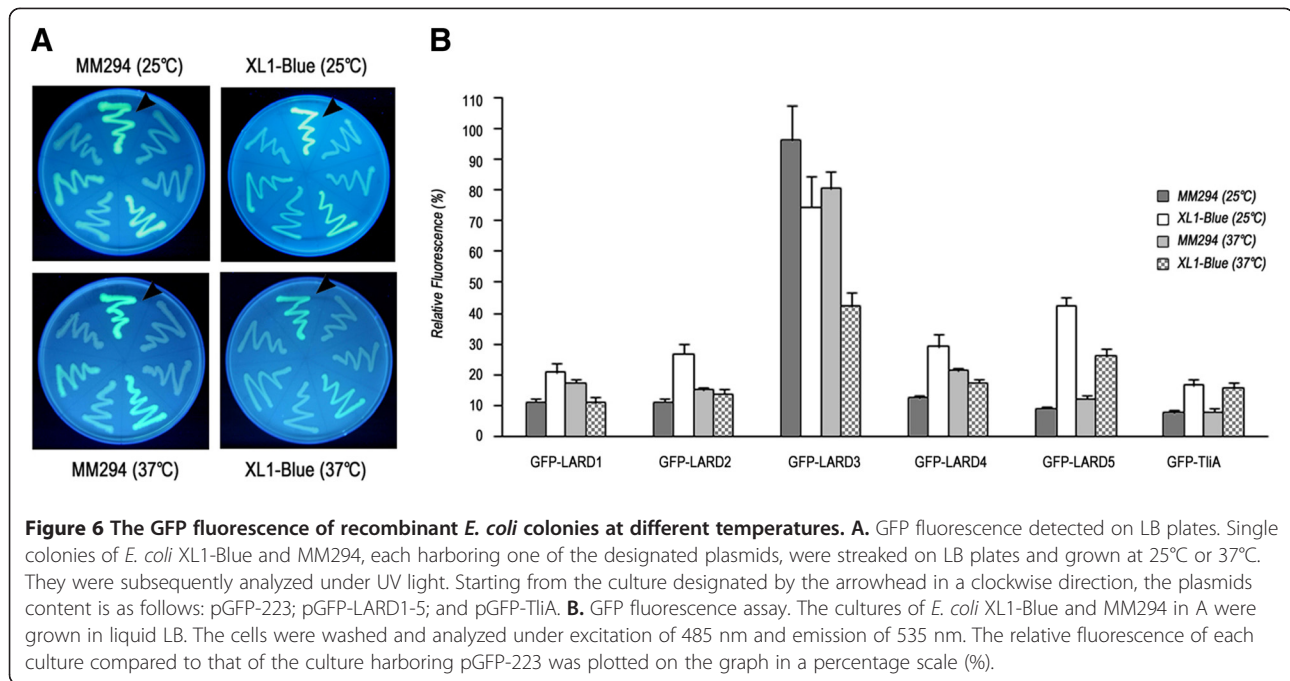 A
B
MM294 (25℃)
XL1-Blue (25℃)
MM294 (37℃)
XL1-Blue (37℃)
Relative Fluorescence (%)
110
100
90
80
70
60
50
40
30
20
10
0
GFP-LARD1
GFP-LARD2
GFP-LARD3
GFP-LARD4
GFP-LARD5
GFP-TliA
MM294 (25℃)
XL1-Blue (25℃)
MM294 (37℃)
XL1-Blue (37℃)
Figure 6 The GFP fluorescence of recombinant E. coli colonies at different temperatures. A. GFP fluorescence detected on LB plates. Single
colonies of E. coli XL1-Blue and MM294, each harboring one of the designated plasmids, were streaked on LB plates and grown at 25°C or 37°C.
They were subsequently analyzed under UV light. Starting from the culture designated by the arrowhead in a clockwise direction, the plasmids
content is as follows: pGFP-223; pGFP-LARD1-5; and pGFP-TliA. B. GFP fluorescence assay. The cultures of E. coli XL1-Blue and MM294 in A were
grown in liquid LB. The cells were washed and analyzed under excitation of 485 nm and emission of 535 nm. The relative fluorescence of each
culture compared to that of the culture harboring pGFP-223 was plotted on the graph in a percentage scale (%).